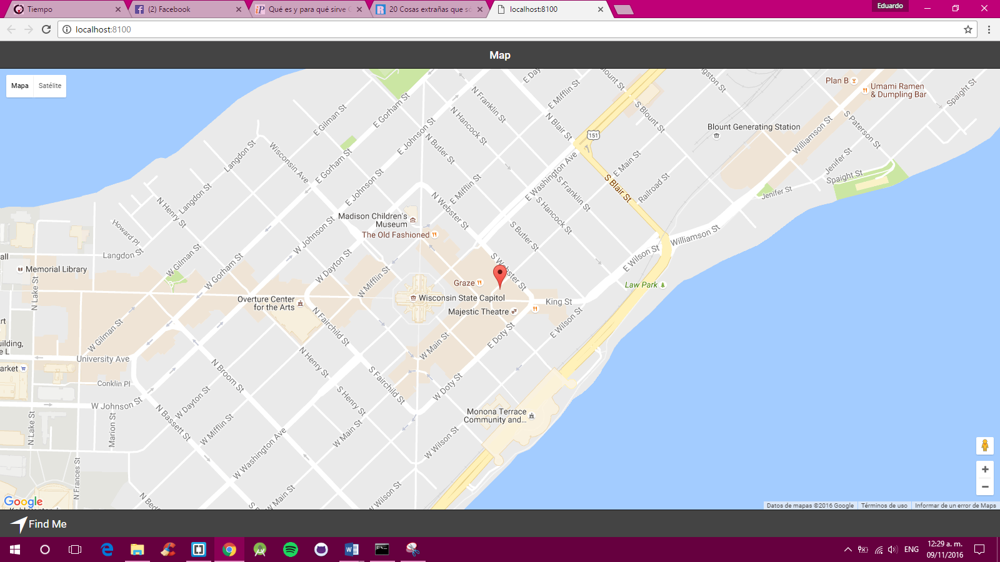 Tiempo
(2) Facebook
Qué es y para qué sirve
20 Cosas extrañas que
localhost:8100
Eduardo
localhost:8100
Map
Mapa
Satélite
E Gilman St
E Gorham St
E Johnson St
N Franklin St
N Hancock St
N Butler St
E Mifflin St
N Blair St
S Blount St
Plan B
Umami Ramen
& Dumpling Bar
Spaight St
S Paterson St
Blount Generating Station
151
Williamson St
Langdon St
Wisconsin Ave
E Gorham St
E Johnson St
E Mifflin St
E Washington Ave
E Main St
S Blair St
Railroad St
Jenifer St
Spaight St
Jenifer St
N Henry St
Langdon St
N Webster St
S Franklin St
S Hancock St
S Butler St
Howard Pl
Langdon St
Madison Children's
Museum
The Old Fashioned
W Johnson St
W Dayton St
W Mifflin St
W Gilman St
W Gorham St
Williamson St
E Wilson St
Memorial Library
N Lake St
Graze
Law Park
Wisconsin State Capitol
Majestic Theatre
King St
Overture Center
for the Arts
N Fairchild St
E Doty St
E Wilson St
W Gilman St
University Ave
W Main St
N Henry St
S Fairchild St
N Broom St
Conklin Pl
W Johnson St
W Dayton St
S Henry St
W Doty St
N Bassett St
W Mifflin St
W Main St
W Wilson St
Monona Terrace
Community and...
N Lake St
Marion St
W Washington Ave
N Frances St
W Main St
W Wilson St
Google
Datos de mapas ©2016 Google
Términos de uso
Informar de un error de Maps
Find Me
ENG
12:29 a. m.
09/11/2016